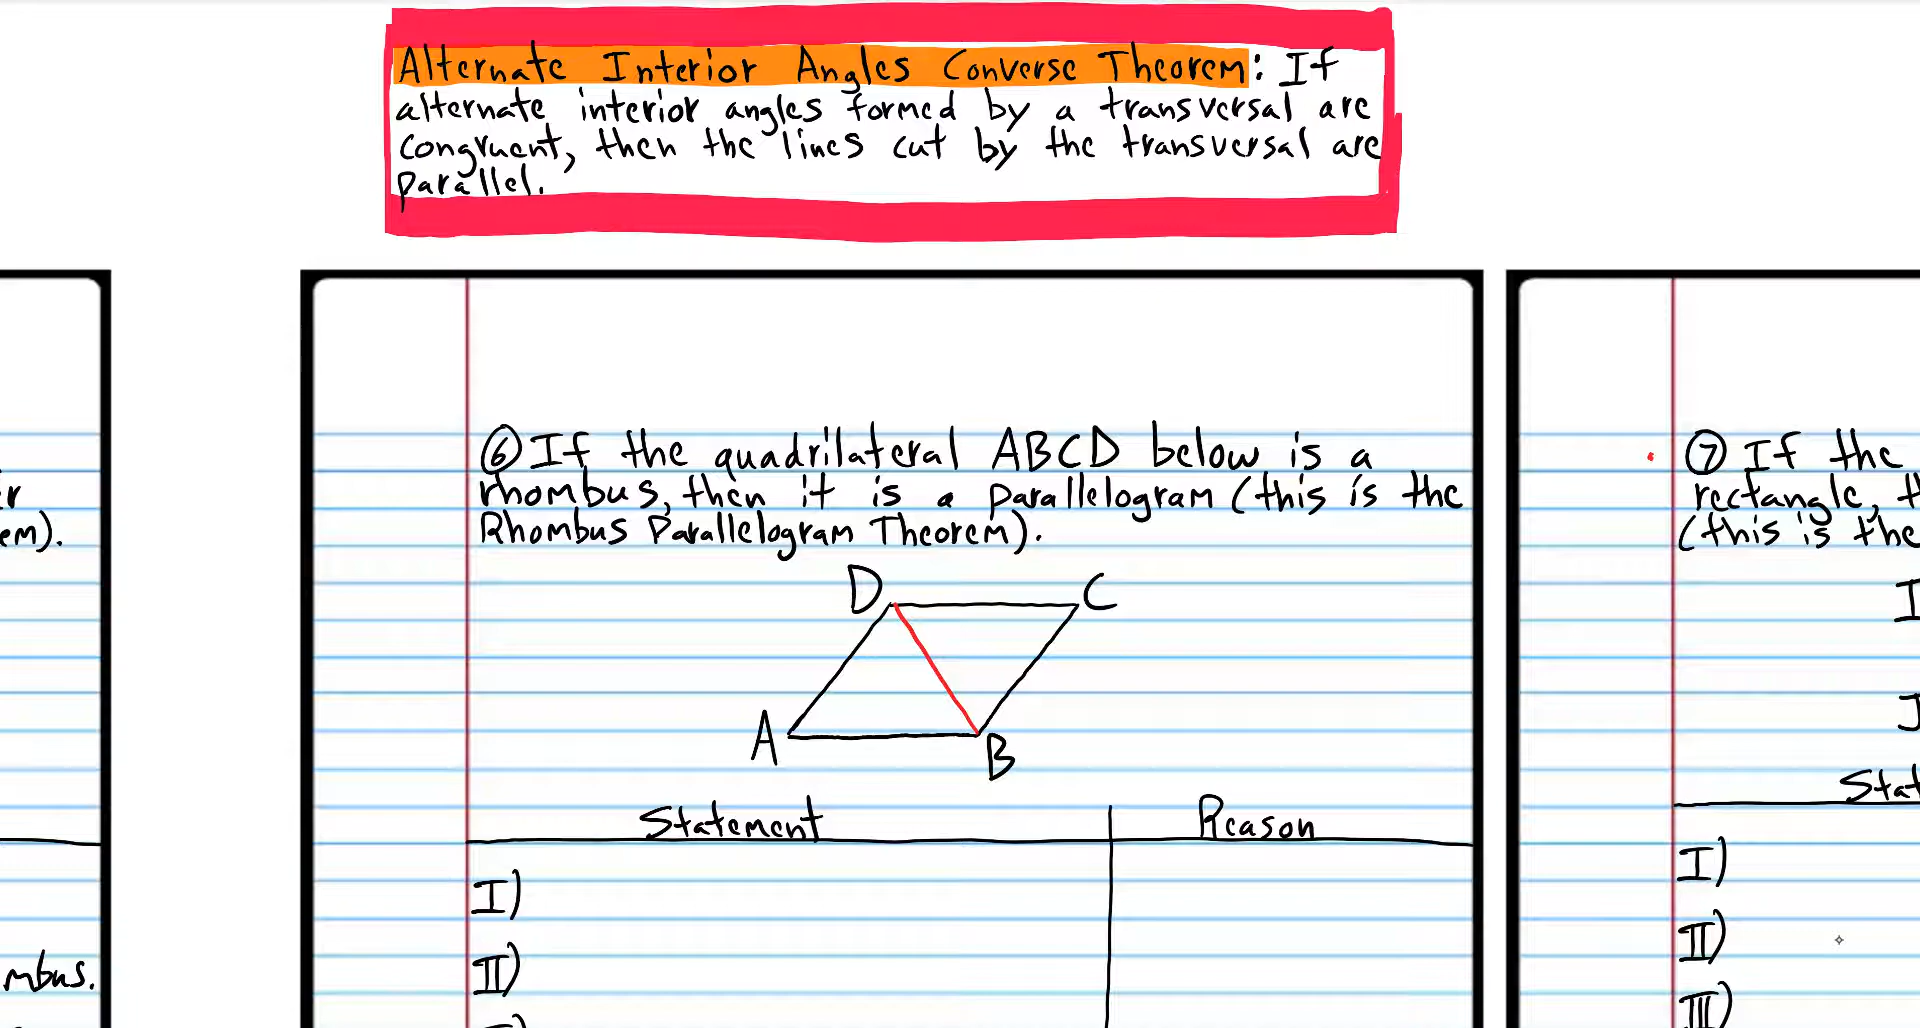 Alternate Interior Angles Converse Theorem: If
alternate interior angles formed by a transversal are
congruent, then the lines cut by the transversal are
parallel.
er
em).
mbus.
⑥ If the quadrilateral ABCD below is a
rhombus, then it is a parallelogram (this is the
Rhombus Parallelogram Theorem).
D C
A B
Statement Reason
I)
II)
⑦ If the
rectangle, t
(this is the
I
Stat
I)
II)
III)